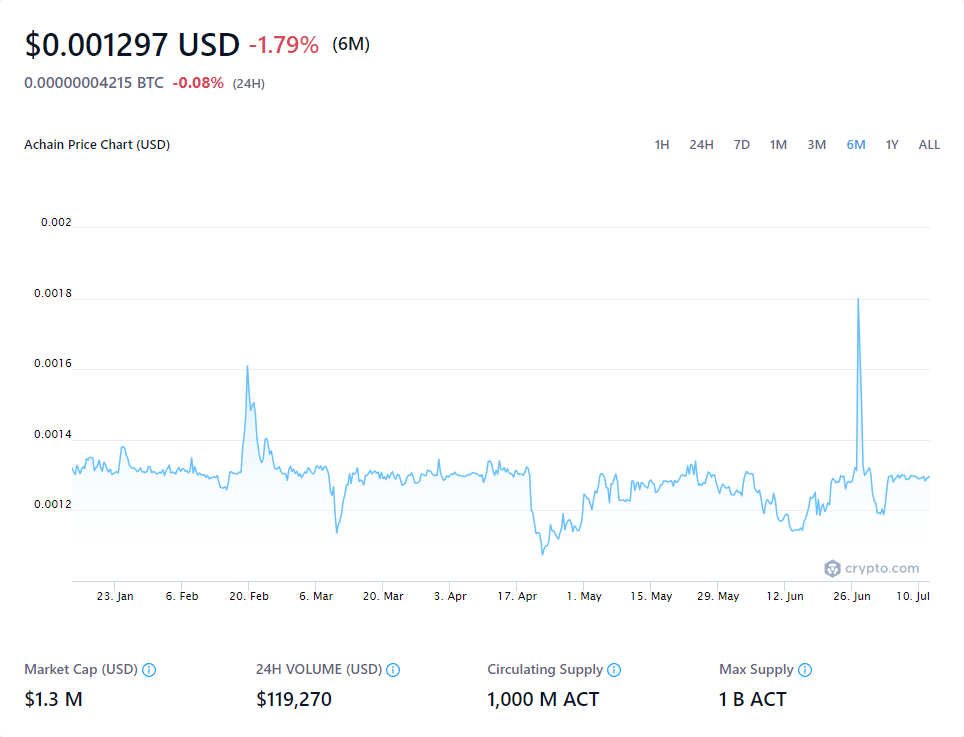 $0.001297 USD -1.79% (6M)
0.00000004215 BTC -0.08% (24H)
Achain Price Chart (USD) 1H 24H 7D 1M 3M 6M 1Y ALL
0.002
0.0018
0.0016
0.0014
0.0012
crypto.com
23. Jan 6. Feb 20. Feb 6. Mar 20. Mar 3. Apr 17. Apr 1. May 15. May 29. May 12. Jun 26. Jun 10. Jul
Market Cap (USD) 24H VOLUME (USD) Circulating Supply Max Supply
$1.3 M $119,270 1,000 M ACT 1 B ACT